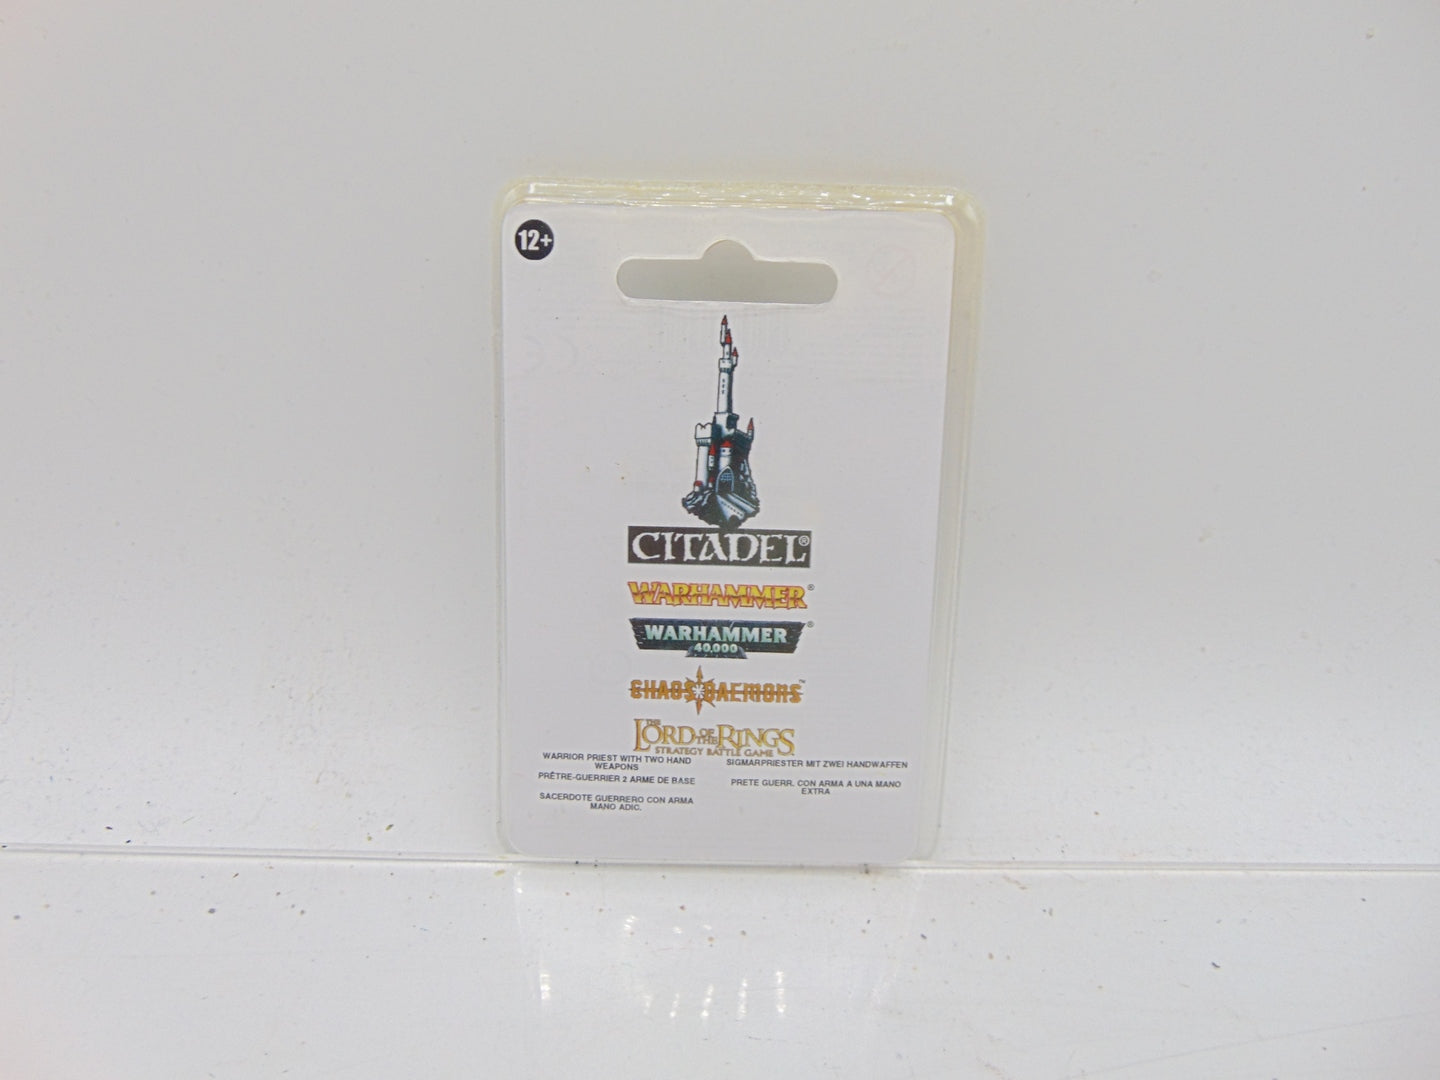 12+
CITADEL®
WARHAMMER®
WARHAMMER®
40,000
CHAOS DAEMONS™
THE
LORD OF THE RINGS
STRATEGY BATTLE GAME
WARRIOR PRIEST WITH TWO HAND
WEAPONS
PRÊTRE-GUERRIER 2 ARME DE BASE
SACERDOTE GUERRERO CON ARMA
MANO ADIC.
SIGMARPRIESTER MIT ZWEI HANDWAFFEN
PRETE GUERR. CON ARMA A UNA MANO
EXTRA